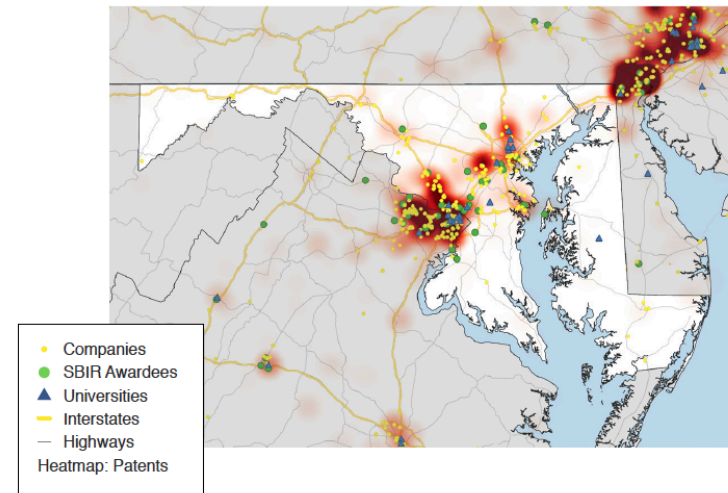 Companies
SBIR Awardees
Universities
Interstates
Highways
Heatmap: Patents